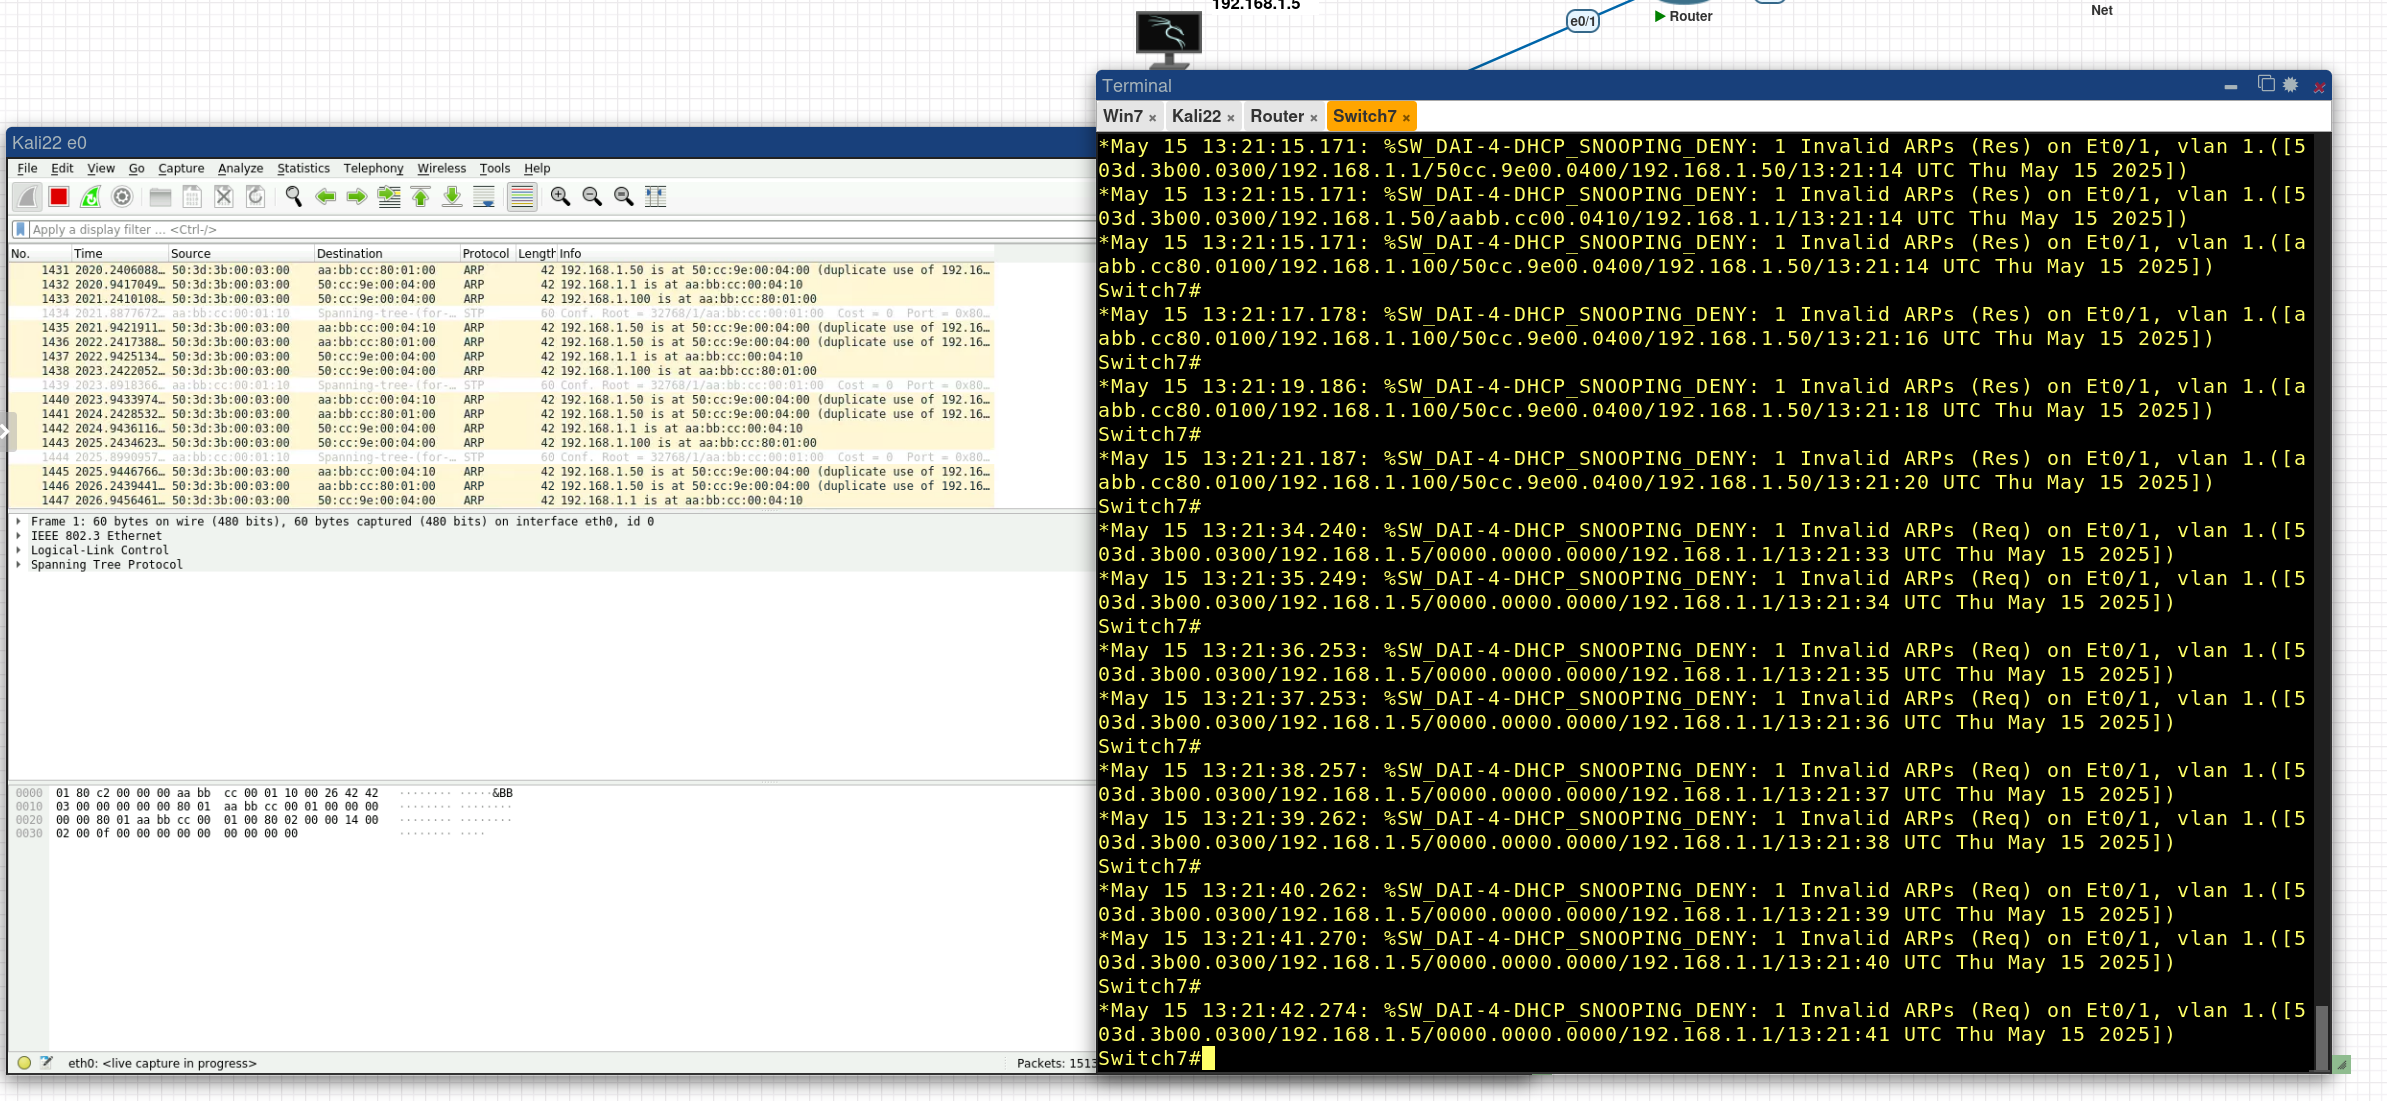 192.168.1.5
e0/1
Router
Net
Kali22 e0
File Edit View Go Capture Analyze Statistics Telephony Wireless Tools Help
Apply a display filter … <Ctrl-/>
No. Time Source Destination Protocol Length Info
1431 2020.2406088… 50:3d:3b:00:03:00 aa:bb:cc:80:01:00 ARP 42 192.168.1.50 is at 50:cc:9e:00:04:00 (duplicate use of 192.16…
1432 2020.9417049… 50:3d:3b:00:03:00 50:cc:9e:00:04:00 ARP 42 192.168.1.1 is at aa:bb:cc:00:04:10
1433 2021.2410108… 50:3d:3b:00:03:00 50:cc:9e:00:04:00 ARP 42 192.168.1.100 is at aa:bb:cc:80:01:00
1434 2021.8877672… aa:bb:cc:00:01:10 Spanning-tree-(for-… STP 60 Conf. Root = 32768/1/aa:bb:cc:00:01:00 Cost = 0 Port = 0x80…
1435 2021.9421911… 50:3d:3b:00:03:00 aa:bb:cc:00:04:10 ARP 42 192.168.1.50 is at 50:cc:9e:00:04:00 (duplicate use of 192.16…
1436 2022.2417388… 50:3d:3b:00:03:00 aa:bb:cc:80:01:00 ARP 42 192.168.1.50 is at 50:cc:9e:00:04:00 (duplicate use of 192.16…
1437 2022.9425134… 50:3d:3b:00:03:00 50:cc:9e:00:04:00 ARP 42 192.168.1.1 is at aa:bb:cc:00:04:10
1438 2023.2422052… 50:3d:3b:00:03:00 50:cc:9e:00:04:00 ARP 42 192.168.1.100 is at aa:bb:cc:80:01:00
1439 2023.8918366… aa:bb:cc:00:01:10 Spanning-tree-(for-… STP 60 Conf. Root = 32768/1/aa:bb:cc:00:01:00 Cost = 0 Port = 0x80…
1440 2023.9433974… 50:3d:3b:00:03:00 aa:bb:cc:00:04:10 ARP 42 192.168.1.50 is at 50:cc:9e:00:04:00 (duplicate use of 192.16…
1441 2024.2428532… 50:3d:3b:00:03:00 aa:bb:cc:80:01:00 ARP 42 192.168.1.50 is at 50:cc:9e:00:04:00 (duplicate use of 192.16…
1442 2024.9436116… 50:3d:3b:00:03:00 50:cc:9e:00:04:00 ARP 42 192.168.1.1 is at aa:bb:cc:00:04:10
1443 2025.2434623… 50:3d:3b:00:03:00 50:cc:9e:00:04:00 ARP 42 192.168.1.100 is at aa:bb:cc:80:01:00
1444 2025.8990957… aa:bb:cc:00:01:10 Spanning-tree-(for-… STP 60 Conf. Root = 32768/1/aa:bb:cc:00:01:00 Cost = 0 Port = 0x80…
1445 2025.9446766… 50:3d:3b:00:03:00 aa:bb:cc:00:04:10 ARP 42 192.168.1.50 is at 50:cc:9e:00:04:00 (duplicate use of 192.16…
1446 2026.2439441… 50:3d:3b:00:03:00 aa:bb:cc:80:01:00 ARP 42 192.168.1.50 is at 50:cc:9e:00:04:00 (duplicate use of 192.16…
1447 2026.9456461… 50:3d:3b:00:03:00 50:cc:9e:00:04:00 ARP 42 192.168.1.1 is at aa:bb:cc:00:04:10
Frame 1: 60 bytes on wire (480 bits), 60 bytes captured (480 bits) on interface eth0, id 0
IEEE 802.3 Ethernet
Logical-Link Control
Spanning Tree Protocol
0000 01 80 c2 00 00 00 aa bb cc 00 01 10 00 26 42 42 ········ ·····&BB
0010 03 00 00 00 00 00 80 01 aa bb cc 00 01 00 00 00 ········ ········
0020 00 00 80 01 aa bb cc 00 01 00 80 02 00 00 14 00 ········ ········
0030 02 00 0f 00 00 00 00 00 00 00 00 00 ········ ····
eth0: <live capture in progress> Packets: 1513
Terminal
Win7 × Kali22 × Router × Switch7 ×
*May 15 13:21:15.171: %SW_DAI-4-DHCP_SNOOPING_DENY: 1 Invalid ARPs (Res) on Et0/1, vlan 1.([5
03d.3b00.0300/192.168.1.1/50cc.9e00.0400/192.168.1.50/13:21:14 UTC Thu May 15 2025])
*May 15 13:21:15.171: %SW_DAI-4-DHCP_SNOOPING_DENY: 1 Invalid ARPs (Res) on Et0/1, vlan 1.([5
03d.3b00.0300/192.168.1.50/aabb.cc00.0410/192.168.1.1/13:21:14 UTC Thu May 15 2025])
*May 15 13:21:15.171: %SW_DAI-4-DHCP_SNOOPING_DENY: 1 Invalid ARPs (Res) on Et0/1, vlan 1.([a
abb.cc80.0100/192.168.1.100/50cc.9e00.0400/192.168.1.50/13:21:14 UTC Thu May 15 2025])
Switch7#
*May 15 13:21:17.178: %SW_DAI-4-DHCP_SNOOPING_DENY: 1 Invalid ARPs (Res) on Et0/1, vlan 1.([a
abb.cc80.0100/192.168.1.100/50cc.9e00.0400/192.168.1.50/13:21:16 UTC Thu May 15 2025])
Switch7#
*May 15 13:21:19.186: %SW_DAI-4-DHCP_SNOOPING_DENY: 1 Invalid ARPs (Res) on Et0/1, vlan 1.([a
abb.cc80.0100/192.168.1.100/50cc.9e00.0400/192.168.1.50/13:21:18 UTC Thu May 15 2025])
Switch7#
*May 15 13:21:21.187: %SW_DAI-4-DHCP_SNOOPING_DENY: 1 Invalid ARPs (Res) on Et0/1, vlan 1.([a
abb.cc80.0100/192.168.1.100/50cc.9e00.0400/192.168.1.50/13:21:20 UTC Thu May 15 2025])
Switch7#
*May 15 13:21:34.240: %SW_DAI-4-DHCP_SNOOPING_DENY: 1 Invalid ARPs (Req) on Et0/1, vlan 1.([5
03d.3b00.0300/192.168.1.5/0000.0000.0000/192.168.1.1/13:21:33 UTC Thu May 15 2025])
*May 15 13:21:35.249: %SW_DAI-4-DHCP_SNOOPING_DENY: 1 Invalid ARPs (Req) on Et0/1, vlan 1.([5
03d.3b00.0300/192.168.1.5/0000.0000.0000/192.168.1.1/13:21:34 UTC Thu May 15 2025])
Switch7#
*May 15 13:21:36.253: %SW_DAI-4-DHCP_SNOOPING_DENY: 1 Invalid ARPs (Req) on Et0/1, vlan 1.([5
03d.3b00.0300/192.168.1.5/0000.0000.0000/192.168.1.1/13:21:35 UTC Thu May 15 2025])
*May 15 13:21:37.253: %SW_DAI-4-DHCP_SNOOPING_DENY: 1 Invalid ARPs (Req) on Et0/1, vlan 1.([5
03d.3b00.0300/192.168.1.5/0000.0000.0000/192.168.1.1/13:21:36 UTC Thu May 15 2025])
Switch7#
*May 15 13:21:38.257: %SW_DAI-4-DHCP_SNOOPING_DENY: 1 Invalid ARPs (Req) on Et0/1, vlan 1.([5
03d.3b00.0300/192.168.1.5/0000.0000.0000/192.168.1.1/13:21:37 UTC Thu May 15 2025])
*May 15 13:21:39.262: %SW_DAI-4-DHCP_SNOOPING_DENY: 1 Invalid ARPs (Req) on Et0/1, vlan 1.([5
03d.3b00.0300/192.168.1.5/0000.0000.0000/192.168.1.1/13:21:38 UTC Thu May 15 2025])
Switch7#
*May 15 13:21:40.262: %SW_DAI-4-DHCP_SNOOPING_DENY: 1 Invalid ARPs (Req) on Et0/1, vlan 1.([5
03d.3b00.0300/192.168.1.5/0000.0000.0000/192.168.1.1/13:21:39 UTC Thu May 15 2025])
*May 15 13:21:41.270: %SW_DAI-4-DHCP_SNOOPING_DENY: 1 Invalid ARPs (Req) on Et0/1, vlan 1.([5
03d.3b00.0300/192.168.1.5/0000.0000.0000/192.168.1.1/13:21:40 UTC Thu May 15 2025])
Switch7#
*May 15 13:21:42.274: %SW_DAI-4-DHCP_SNOOPING_DENY: 1 Invalid ARPs (Req) on Et0/1, vlan 1.([5
03d.3b00.0300/192.168.1.5/0000.0000.0000/192.168.1.1/13:21:41 UTC Thu May 15 2025])
Switch7#